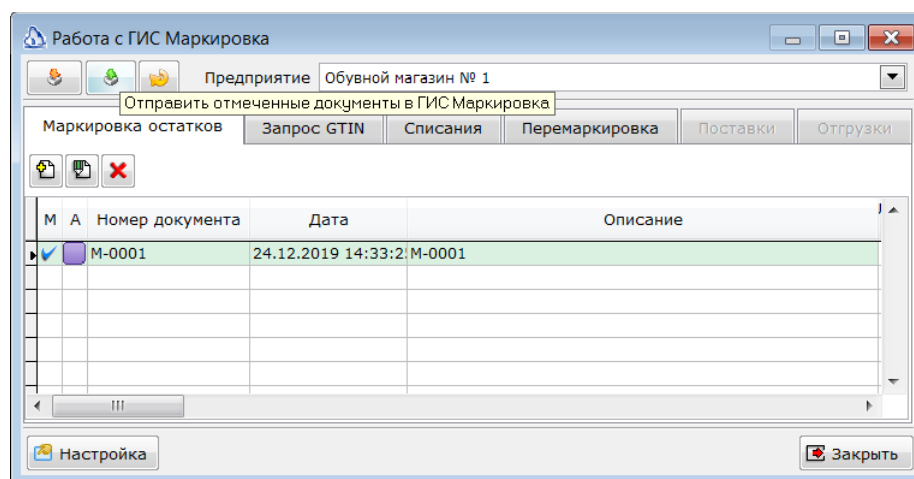 Работа с ГИС Маркировка
Предприятие Обувной магазин № 1
Отправить отмеченные документы в ГИС Маркировка
Маркировка остатков Запрос GTIN Списания Перемаркировка Поставки Отгрузки
М А Номер документа Дата Описание
М-0001 24.12.2019 14:33:2 М-0001
Настройка Закрыть